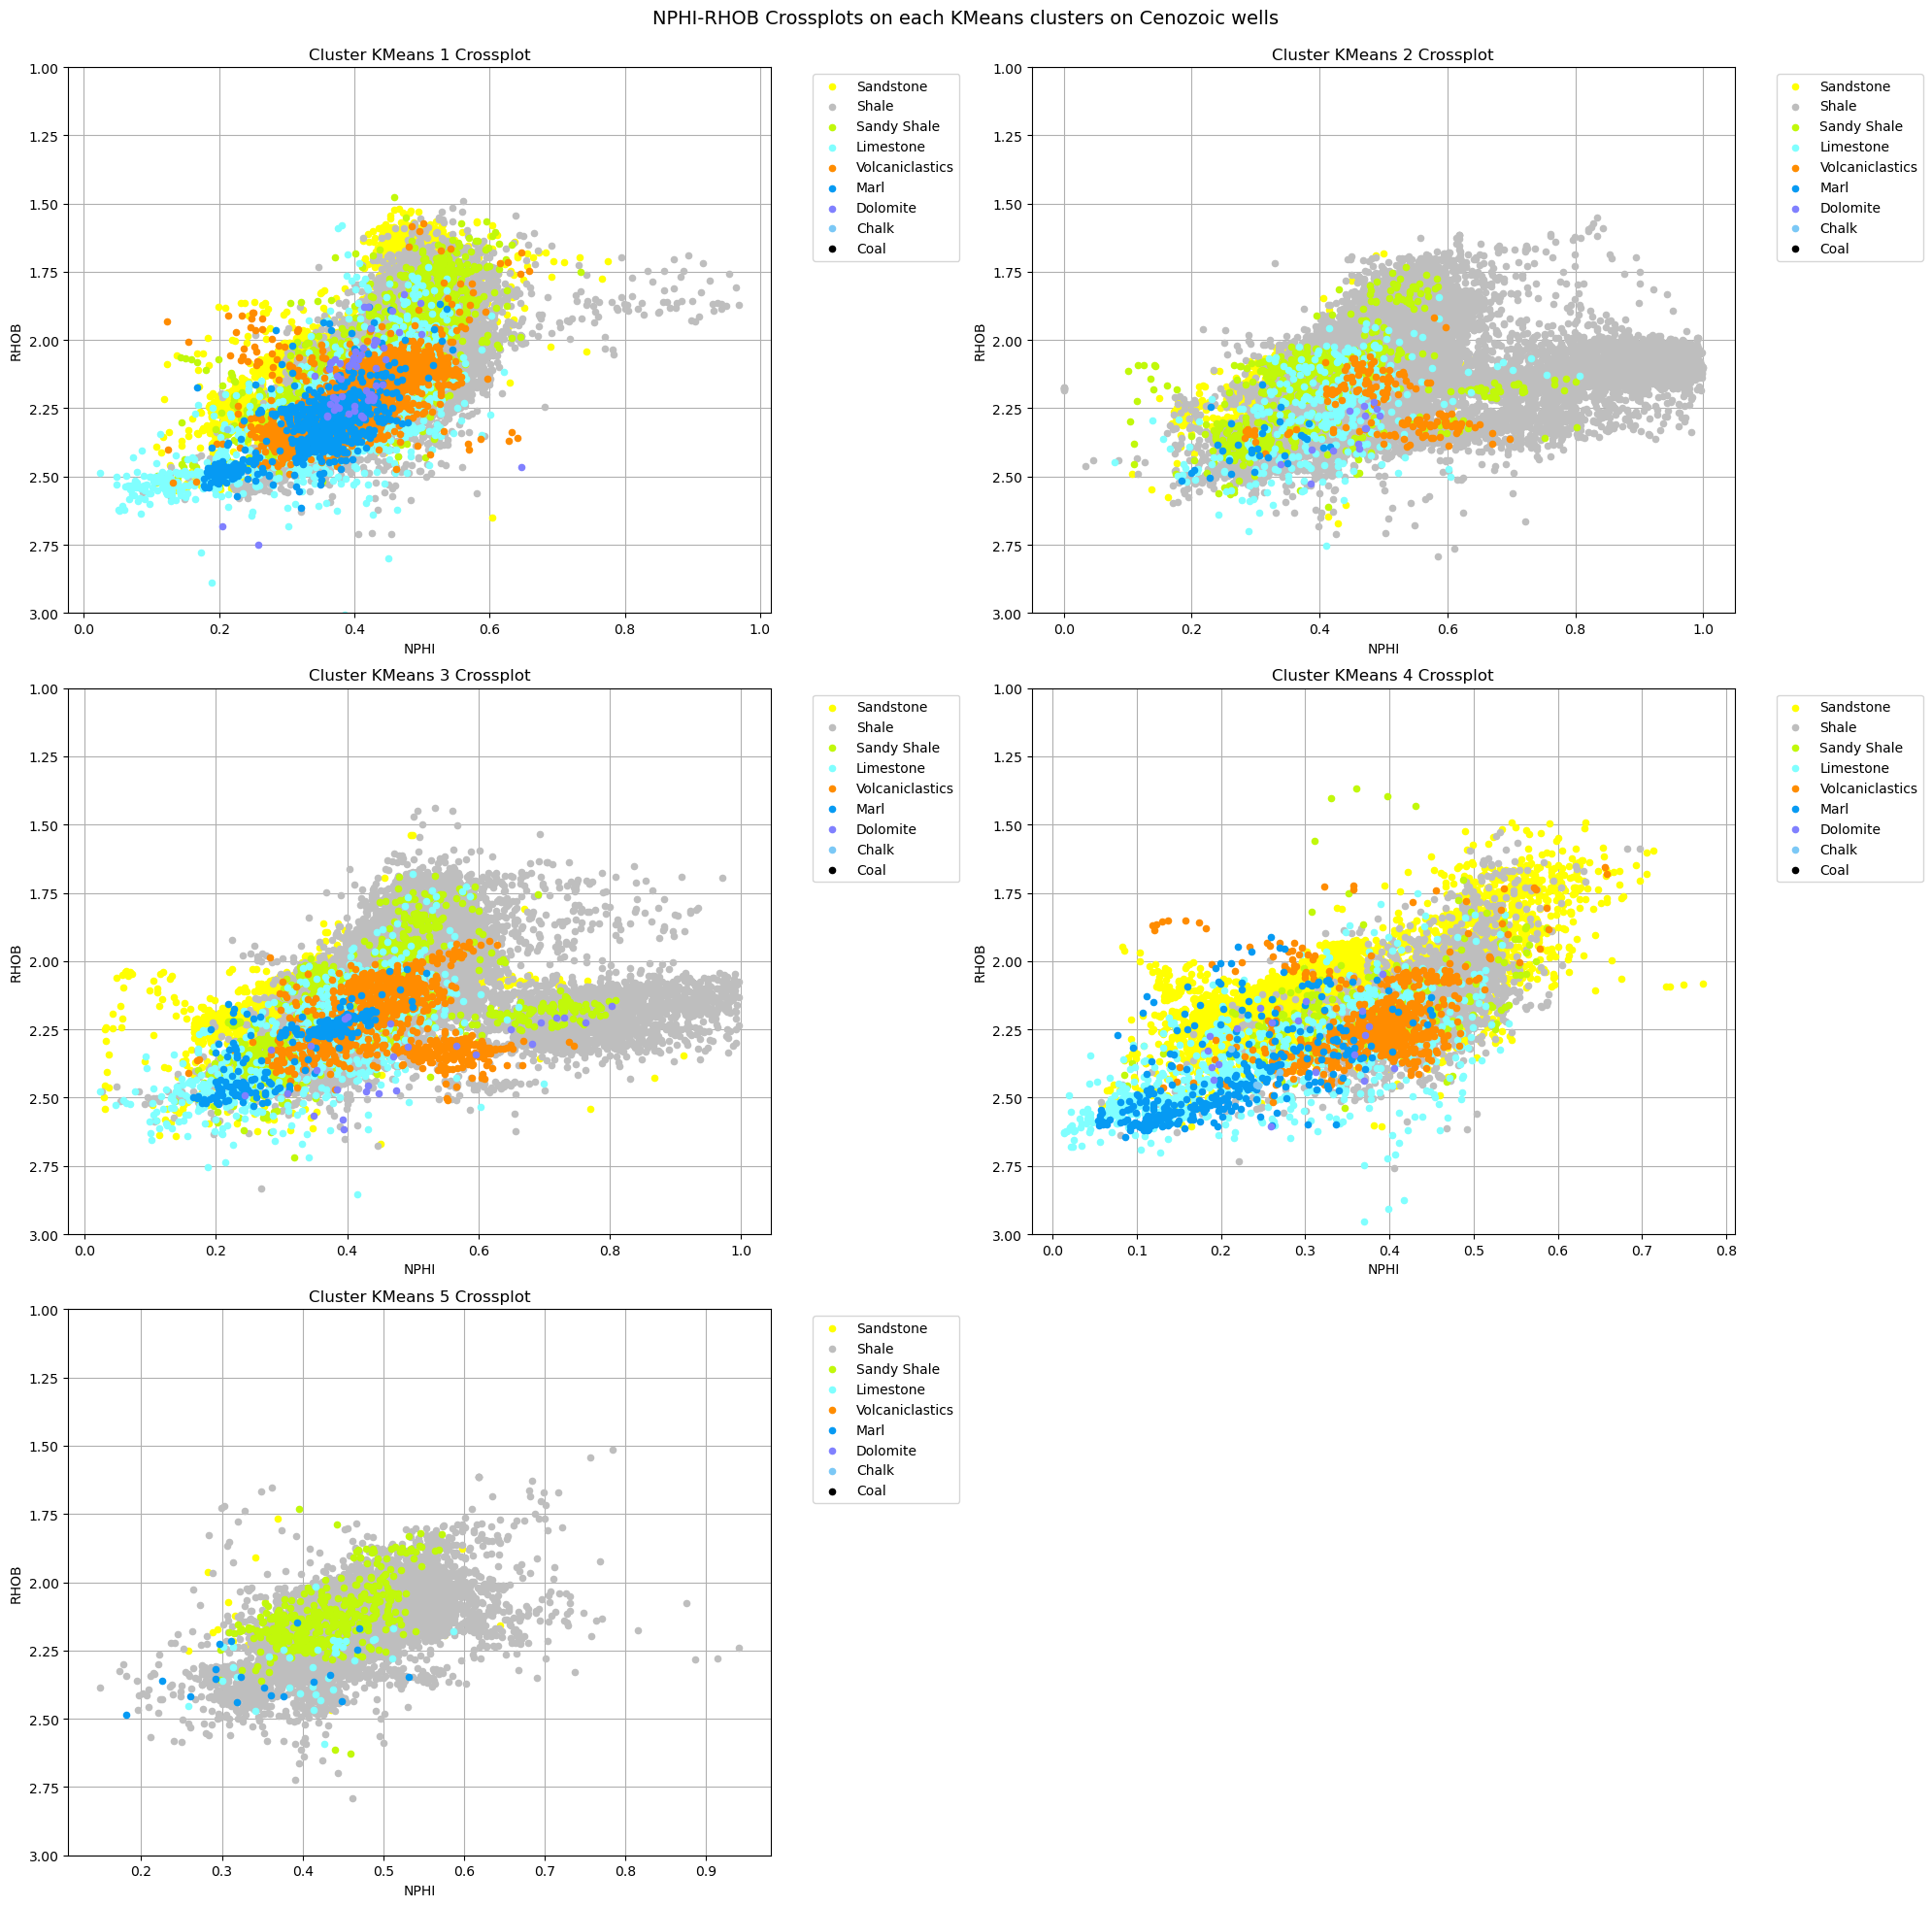 NPHI-RHOB Crossplots on each KMeans clusters on Cenozoic wells
Cluster KMeans 1 Crossplot
1.00
1.25
1.50
1.75
2.00
2.25
2.50
2.75
3.00
RHOB
0.0 0.2 0.4 0.6 0.8 1.0
NPHI
Sandstone
Shale
Sandy Shale
Limestone
Volcaniclastics
Marl
Dolomite
Chalk
Coal
Cluster KMeans 2 Crossplot
1.00
1.25
1.50
1.75
2.00
2.25
2.50
2.75
3.00
RHOB
0.0 0.2 0.4 0.6 0.8 1.0
NPHI
Sandstone
Shale
Sandy Shale
Limestone
Volcaniclastics
Marl
Dolomite
Chalk
Coal
Cluster KMeans 3 Crossplot
1.00
1.25
1.50
1.75
2.00
2.25
2.50
2.75
3.00
RHOB
0.0 0.2 0.4 0.6 0.8 1.0
NPHI
Sandstone
Shale
Sandy Shale
Limestone
Volcaniclastics
Marl
Dolomite
Chalk
Coal
Cluster KMeans 4 Crossplot
1.00
1.25
1.50
1.75
2.00
2.25
2.50
2.75
3.00
RHOB
0.0 0.1 0.2 0.3 0.4 0.5 0.6 0.7 0.8
NPHI
Sandstone
Shale
Sandy Shale
Limestone
Volcaniclastics
Marl
Dolomite
Chalk
Coal
Cluster KMeans 5 Crossplot
1.00
1.25
1.50
1.75
2.00
2.25
2.50
2.75
3.00
RHOB
0.2 0.3 0.4 0.5 0.6 0.7 0.8 0.9
NPHI
Sandstone
Shale
Sandy Shale
Limestone
Volcaniclastics
Marl
Dolomite
Chalk
Coal